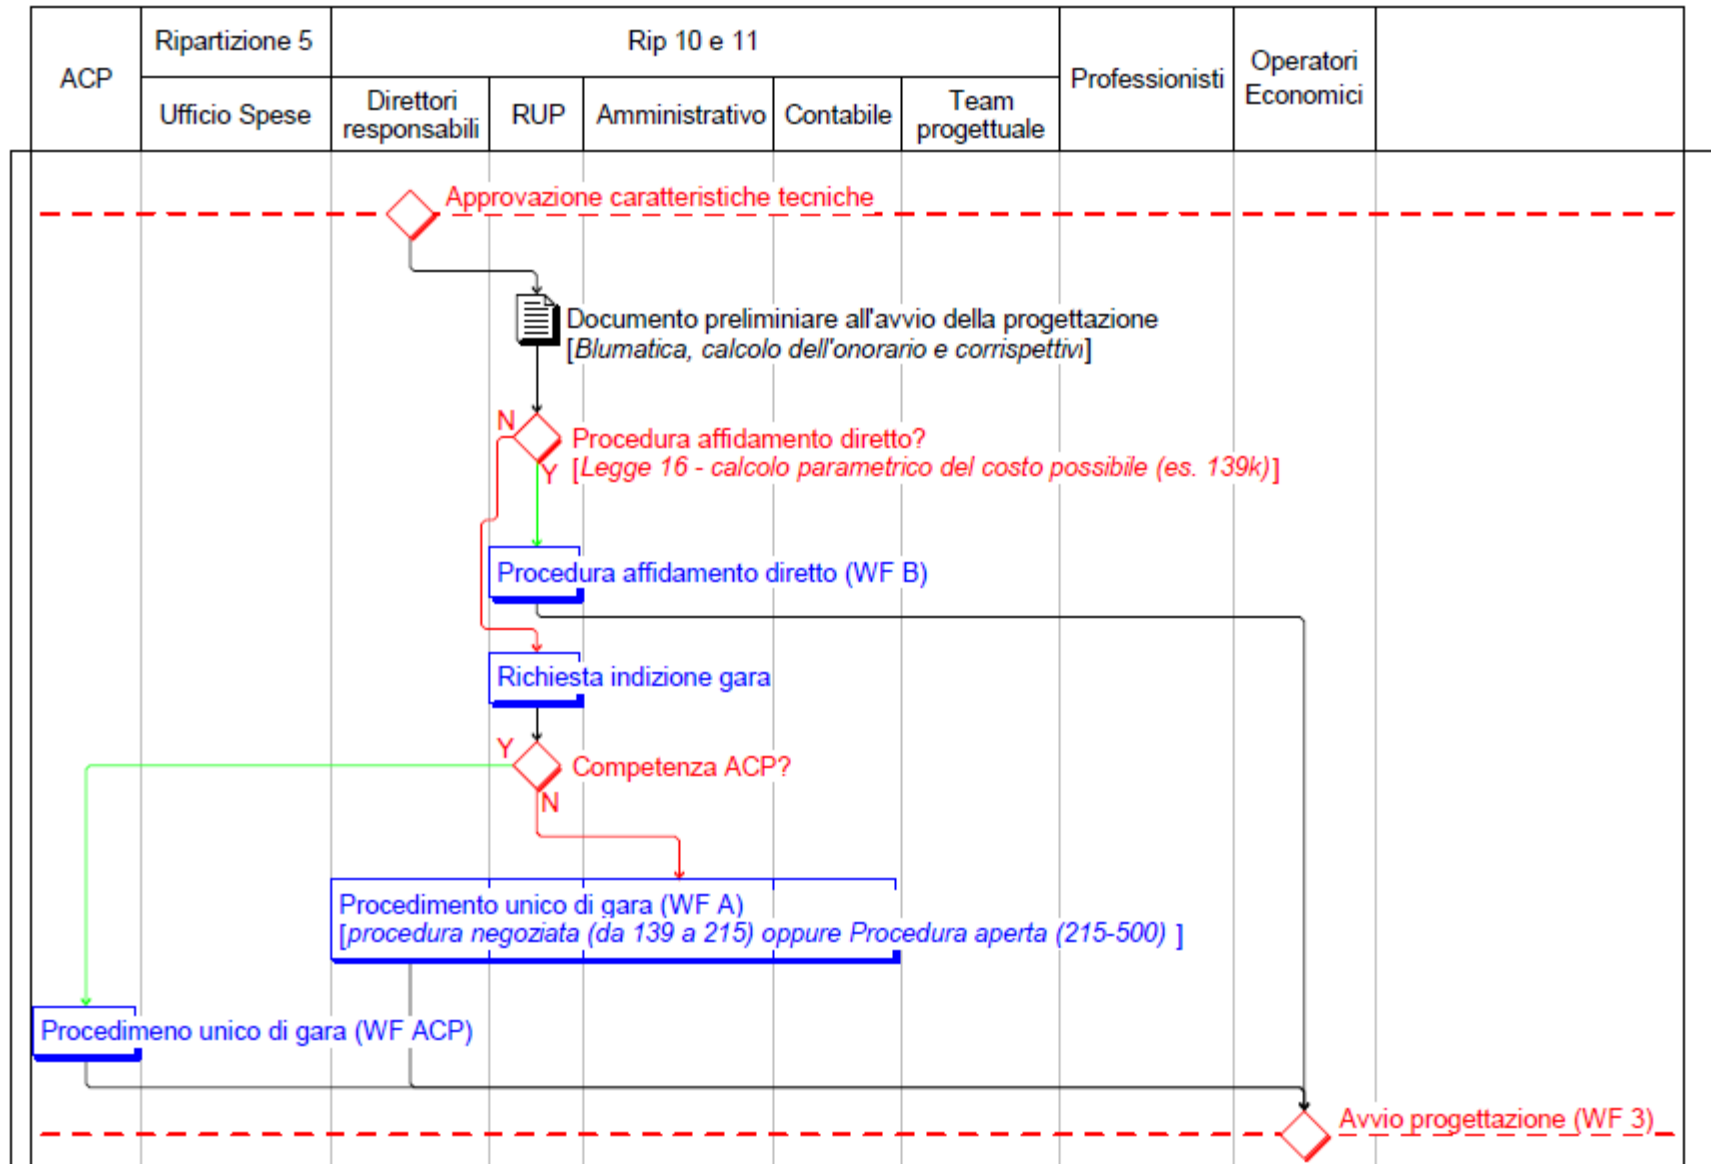 ACP
Ripartizione 5
Rip 10 e 11
Professionisti
Operatori
Economici
Ufficio Spese
Direttori
responsabili
RUP
Amministrativo
Contabile
Team
progettuale
Approvazione caratteristiche tecniche
Documento preliminiare all'avvio della progettazione
[Blumatica, calcolo dell'onorario e corrispettivi]
N
Procedura affidamento diretto?
Y
[Legge 16 - calcolo parametrico del costo possibile (es. 139k)]
Procedura affidamento diretto (WF B)
Richiesta indizione gara
Y
Competenza ACP?
N
Procedimento unico di gara (WF A)
[procedura negoziata (da 139 a 215) oppure Procedura aperta (215-500) ]
Procedimeno unico di gara (WF ACP)
Avvio progettazione (WF 3)